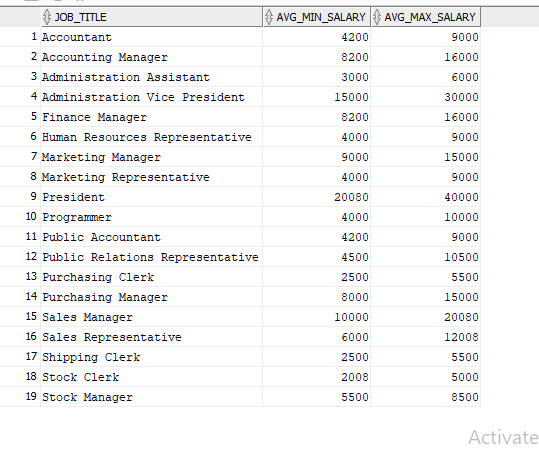 JOB_TITLE AVG_MIN_SALARY AVG_MAX_SALARY
1 Accountant 4200 9000
2 Accounting Manager 8200 16000
3 Administration Assistant 3000 6000
4 Administration Vice President 15000 30000
5 Finance Manager 8200 16000
6 Human Resources Representative 4000 9000
7 Marketing Manager 9000 15000
8 Marketing Representative 4000 9000
9 President 20080 40000
10 Programmer 4000 10000
11 Public Accountant 4200 9000
12 Public Relations Representative 4500 10500
13 Purchasing Clerk 2500 5500
14 Purchasing Manager 8000 15000
15 Sales Manager 10000 20080
16 Sales Representative 6000 12008
17 Shipping Clerk 2500 5500
18 Stock Clerk 2008 5000
19 Stock Manager 5500 8500
Activate